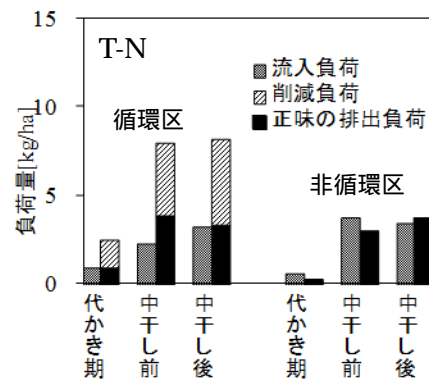 T-N
流入負荷
削減負荷
正味の排出負荷
循環区
非循環区
負荷量[kg/ha]
15
10
5
0
代かき期
中干し前
中干し後
代かき期
中干し前
中干し後